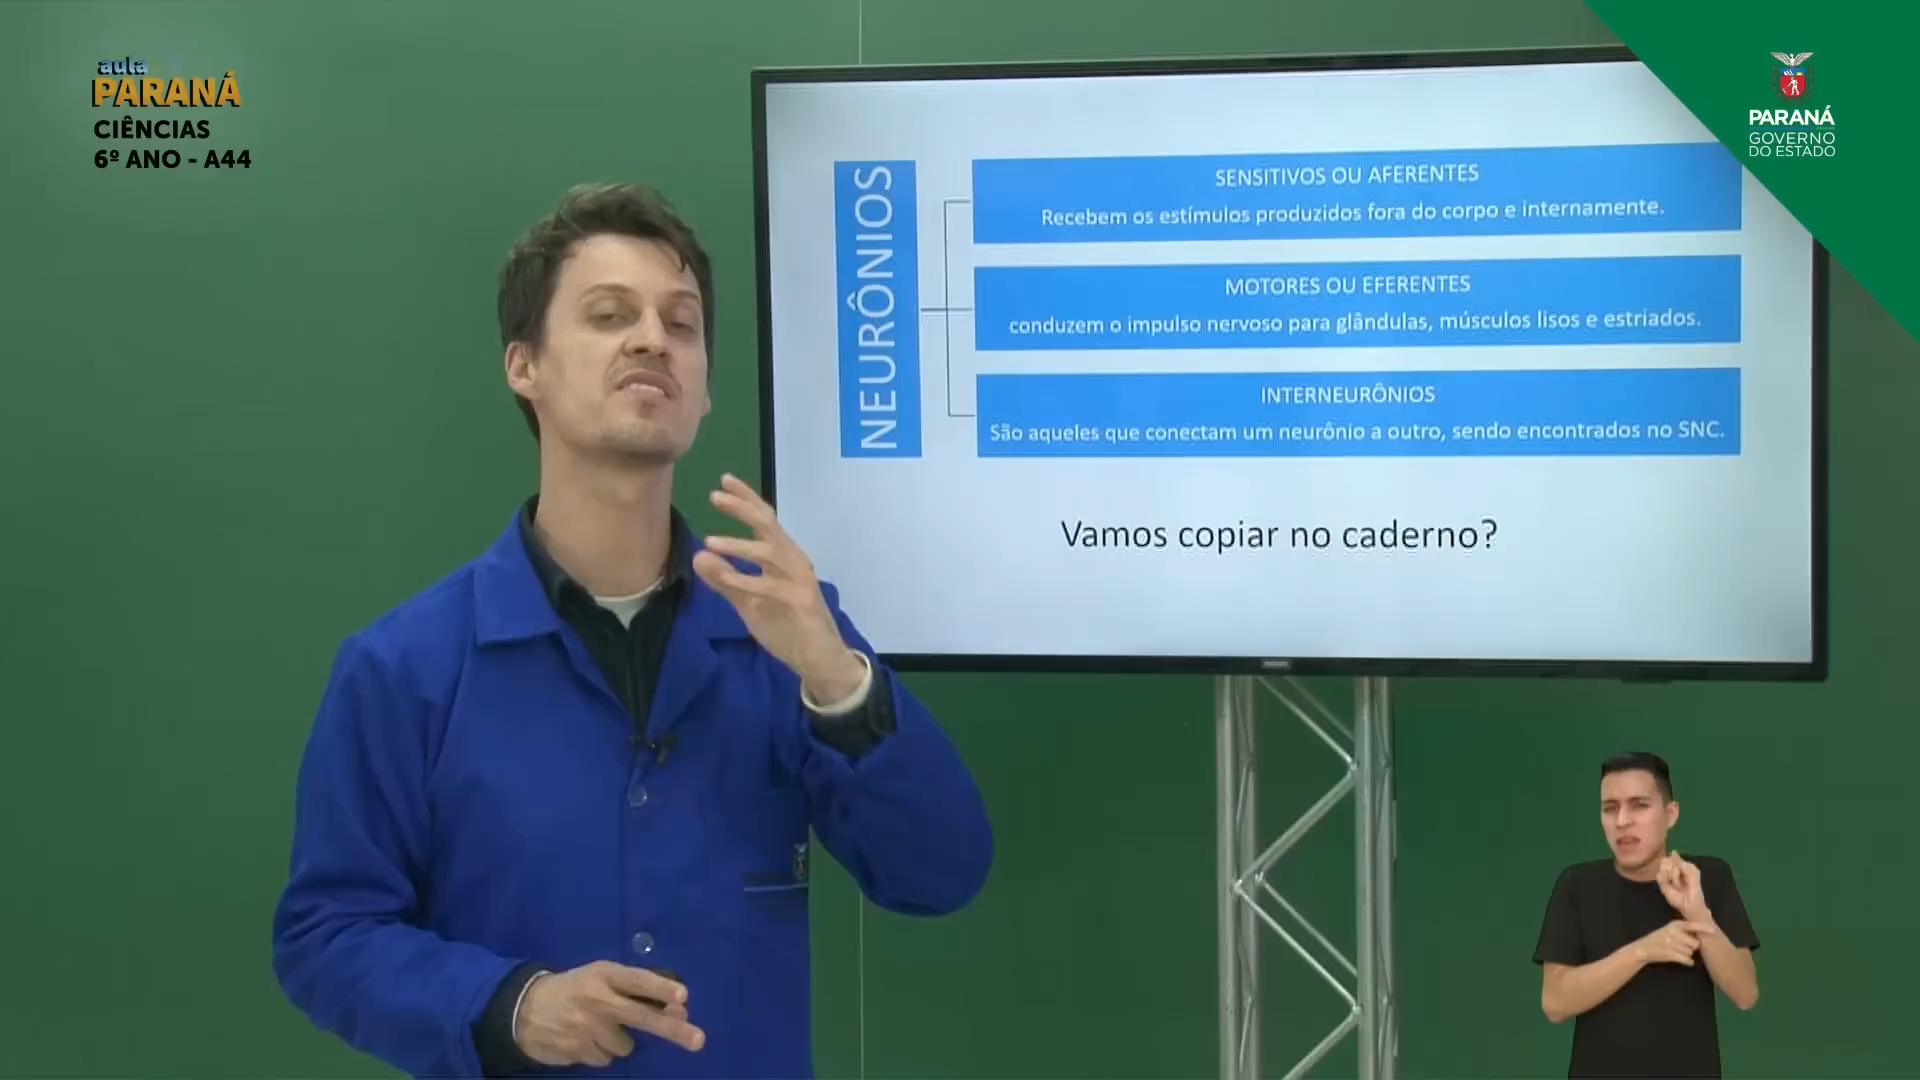 aula
PARANÁ
CIÊNCIAS
6º ANO - A44
PARANÁ
GOVERNO
DO ESTADO
NEURÔNIOS
SENSITIVOS OU AFERENTES
Recebem os estímulos produzidos fora do corpo e internamente.
MOTORES OU EFERENTES
conduzem o impulso nervoso para glândulas, músculos lisos e estriados.
INTERNEURÔNIOS
São aqueles que conectam um neurônio a outro, sendo encontrados no SNC.
Vamos copiar no caderno?